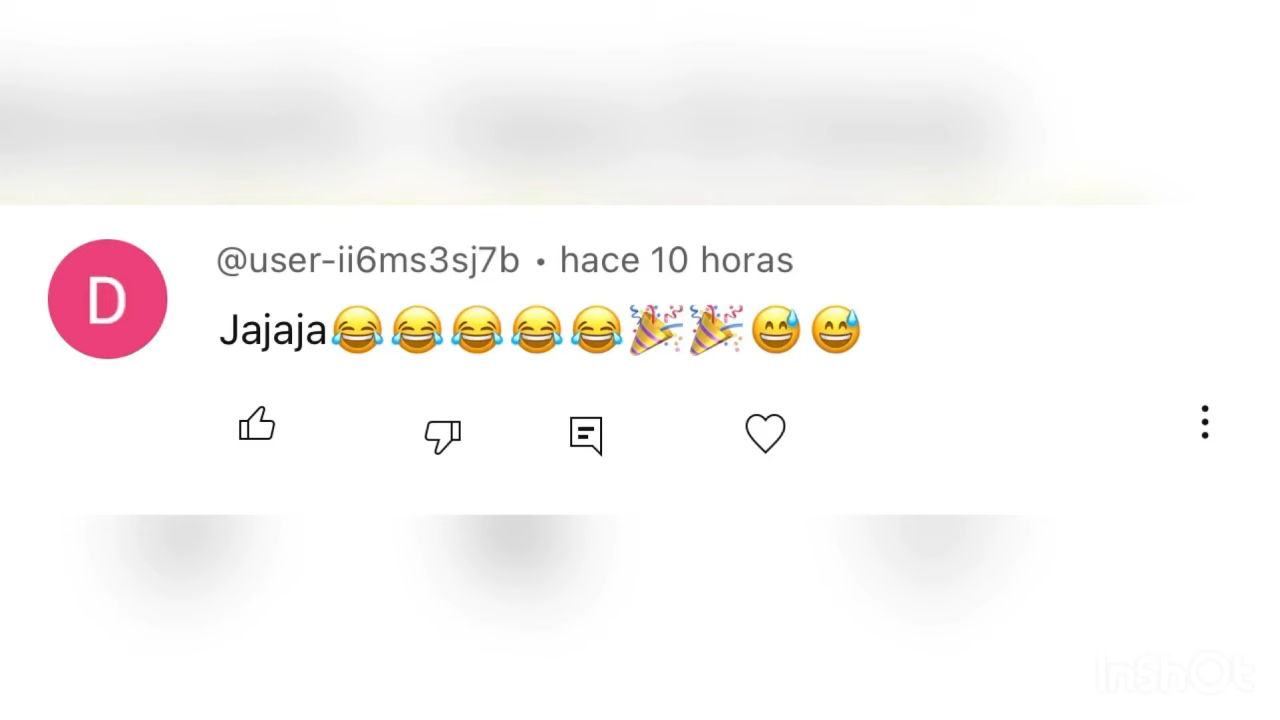 D
@user-ii6ms3sj7b • hace 10 horas
Jajaja😂😂😂😂😂🎉🎉😅😅
InShOt